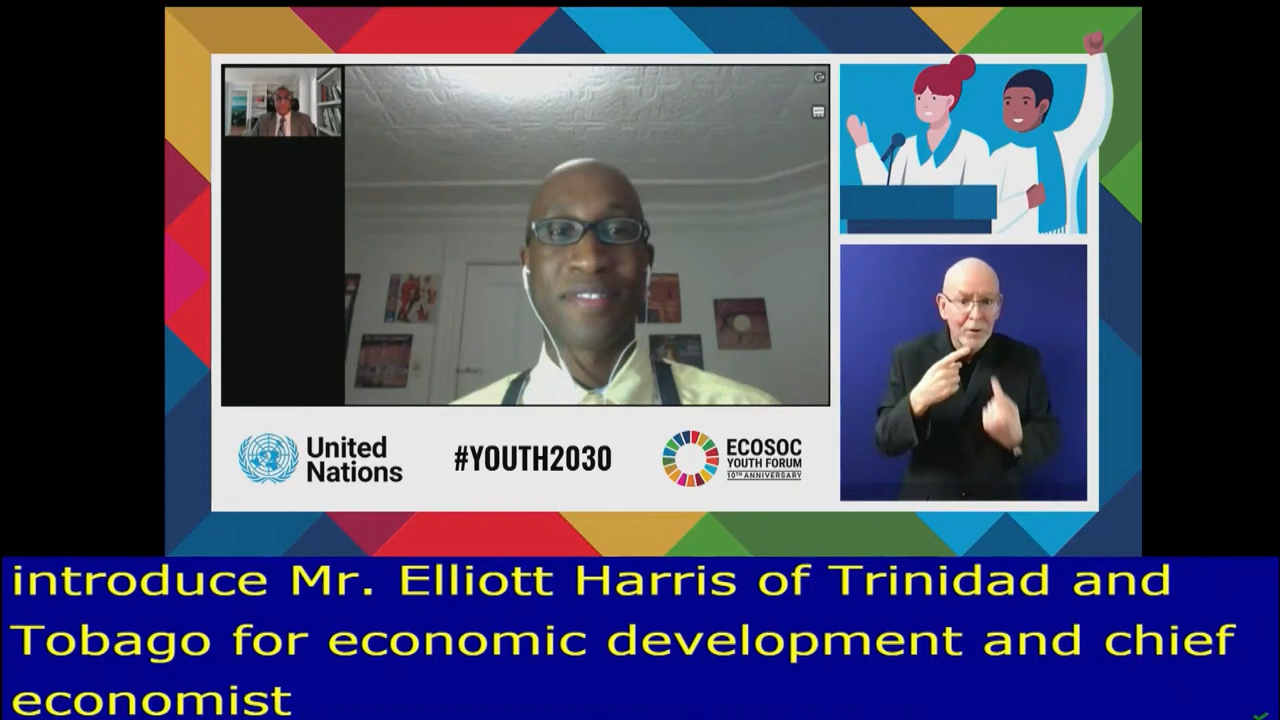 United
Nations
#YOUTH2030
ECOSOC
YOUTH FORUM
10TH ANNIVERSARY
introduce Mr. Elliott Harris of Trinidad and
Tobago for economic development and chief
economist